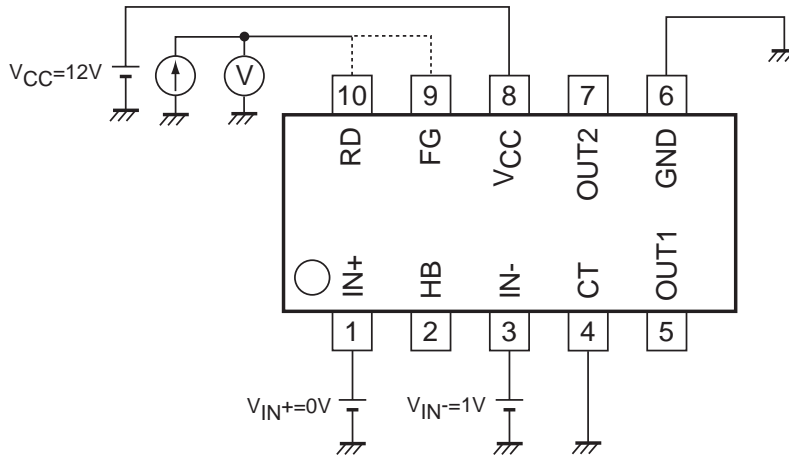 VCC=12V
V
10 9 8 7 6
RD FG VCC OUT2 GND
IN+ HB IN- CT OUT1
1 2 3 4 5
VIN+=0V VIN-=1V